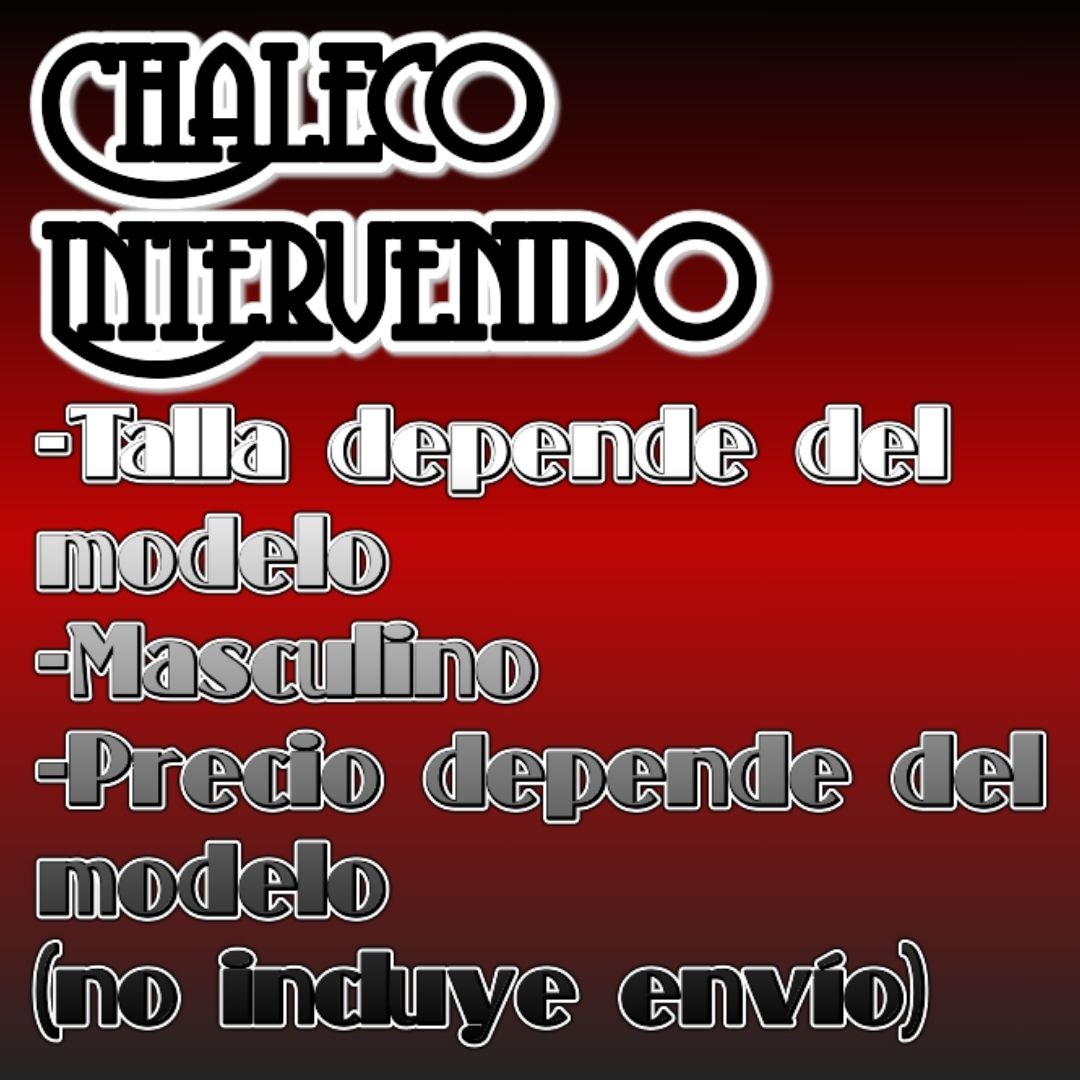 CHALECO
INTERVENIDO
-Talla depende del
modelo
-Masculino
-Precio depende del
modelo
(no incluye envío)